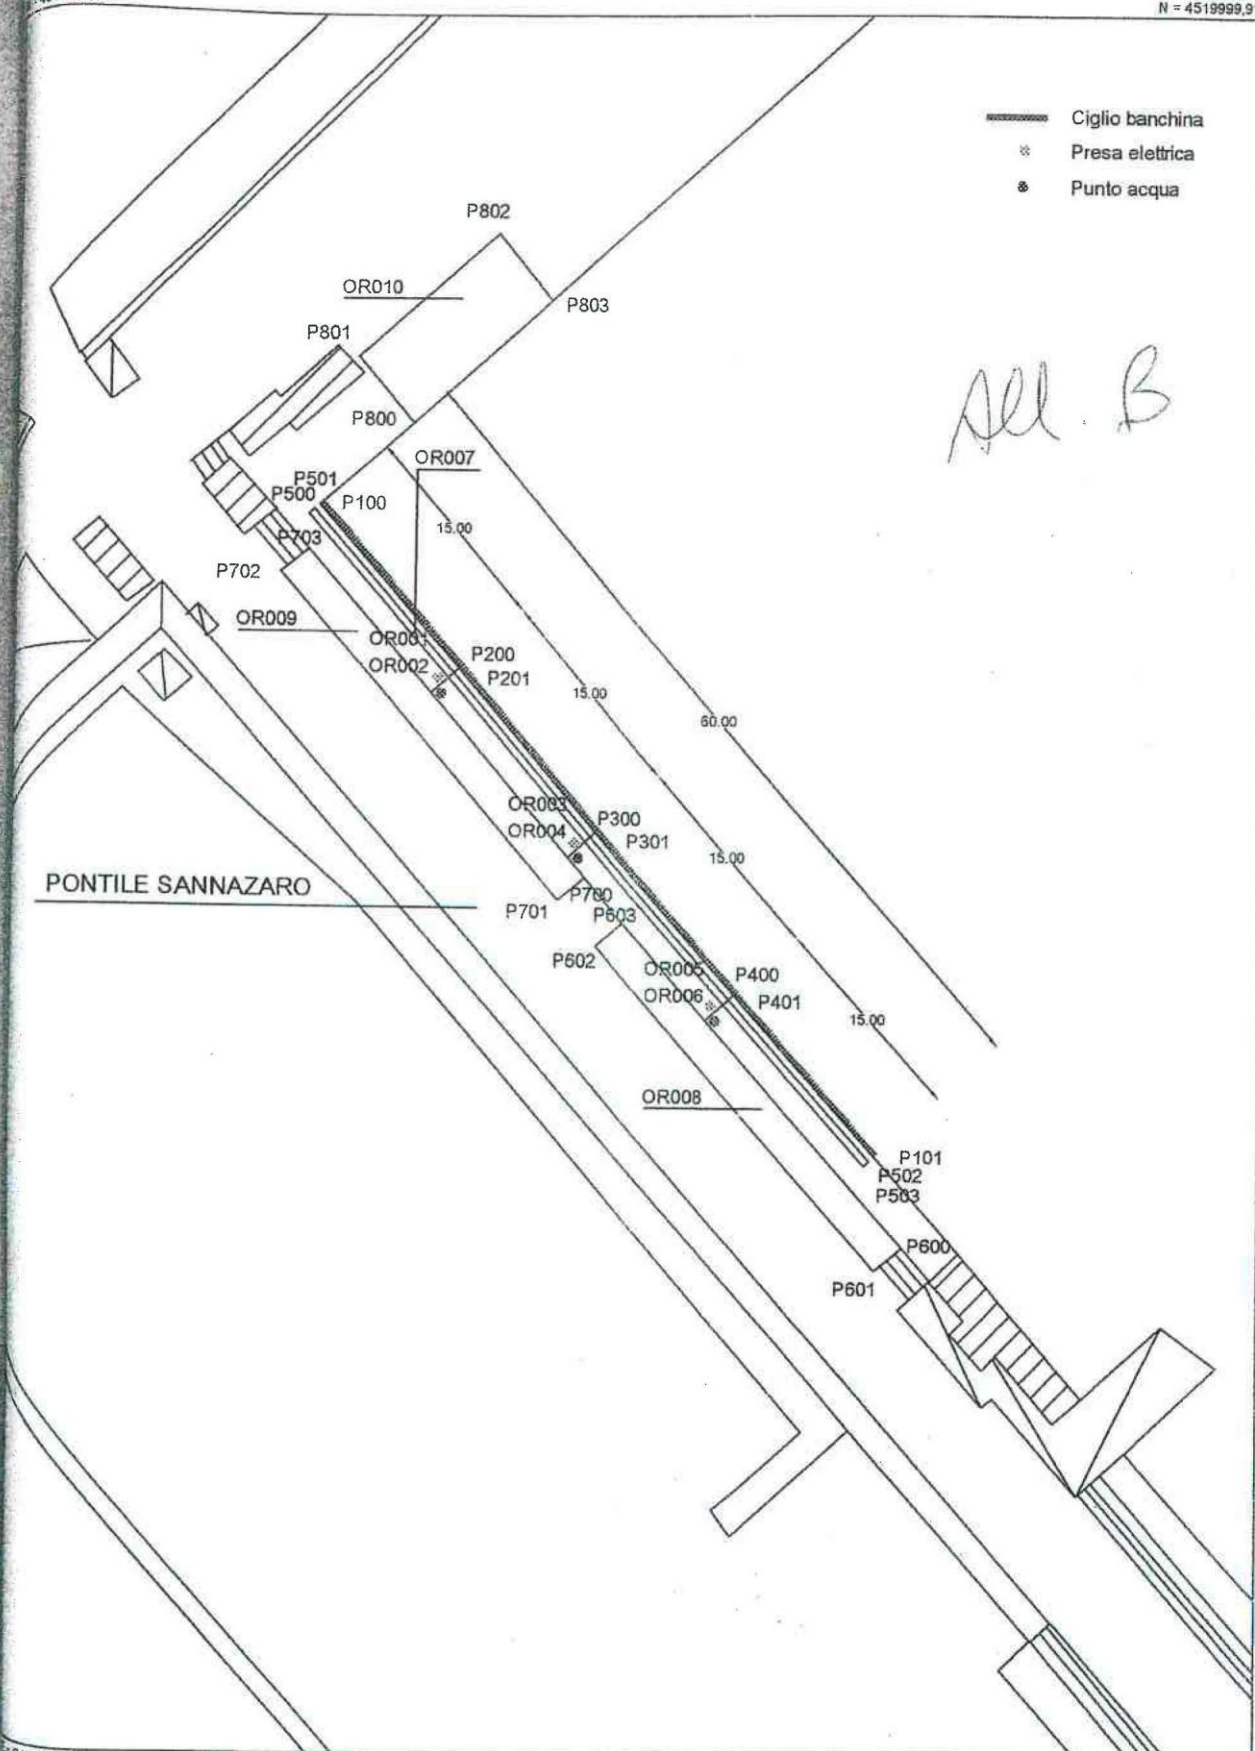 N = 4519999,9
Ciglio banchina
Presa elettrica
Punto acqua
P802
OR010
P803
P801
All. B
P800
OR007
P501
P500
P100
15.00
P703
P702
OR009
OR001
P200
OR002
P201
15.00
60.00
OR003
P300
OR004
P301
15.00
PONTILE SANNAZARO
P700
P701
P603
P602
OR005
P400
OR006
P401
15.00
OR008
P101
P502
P503
P600
P601